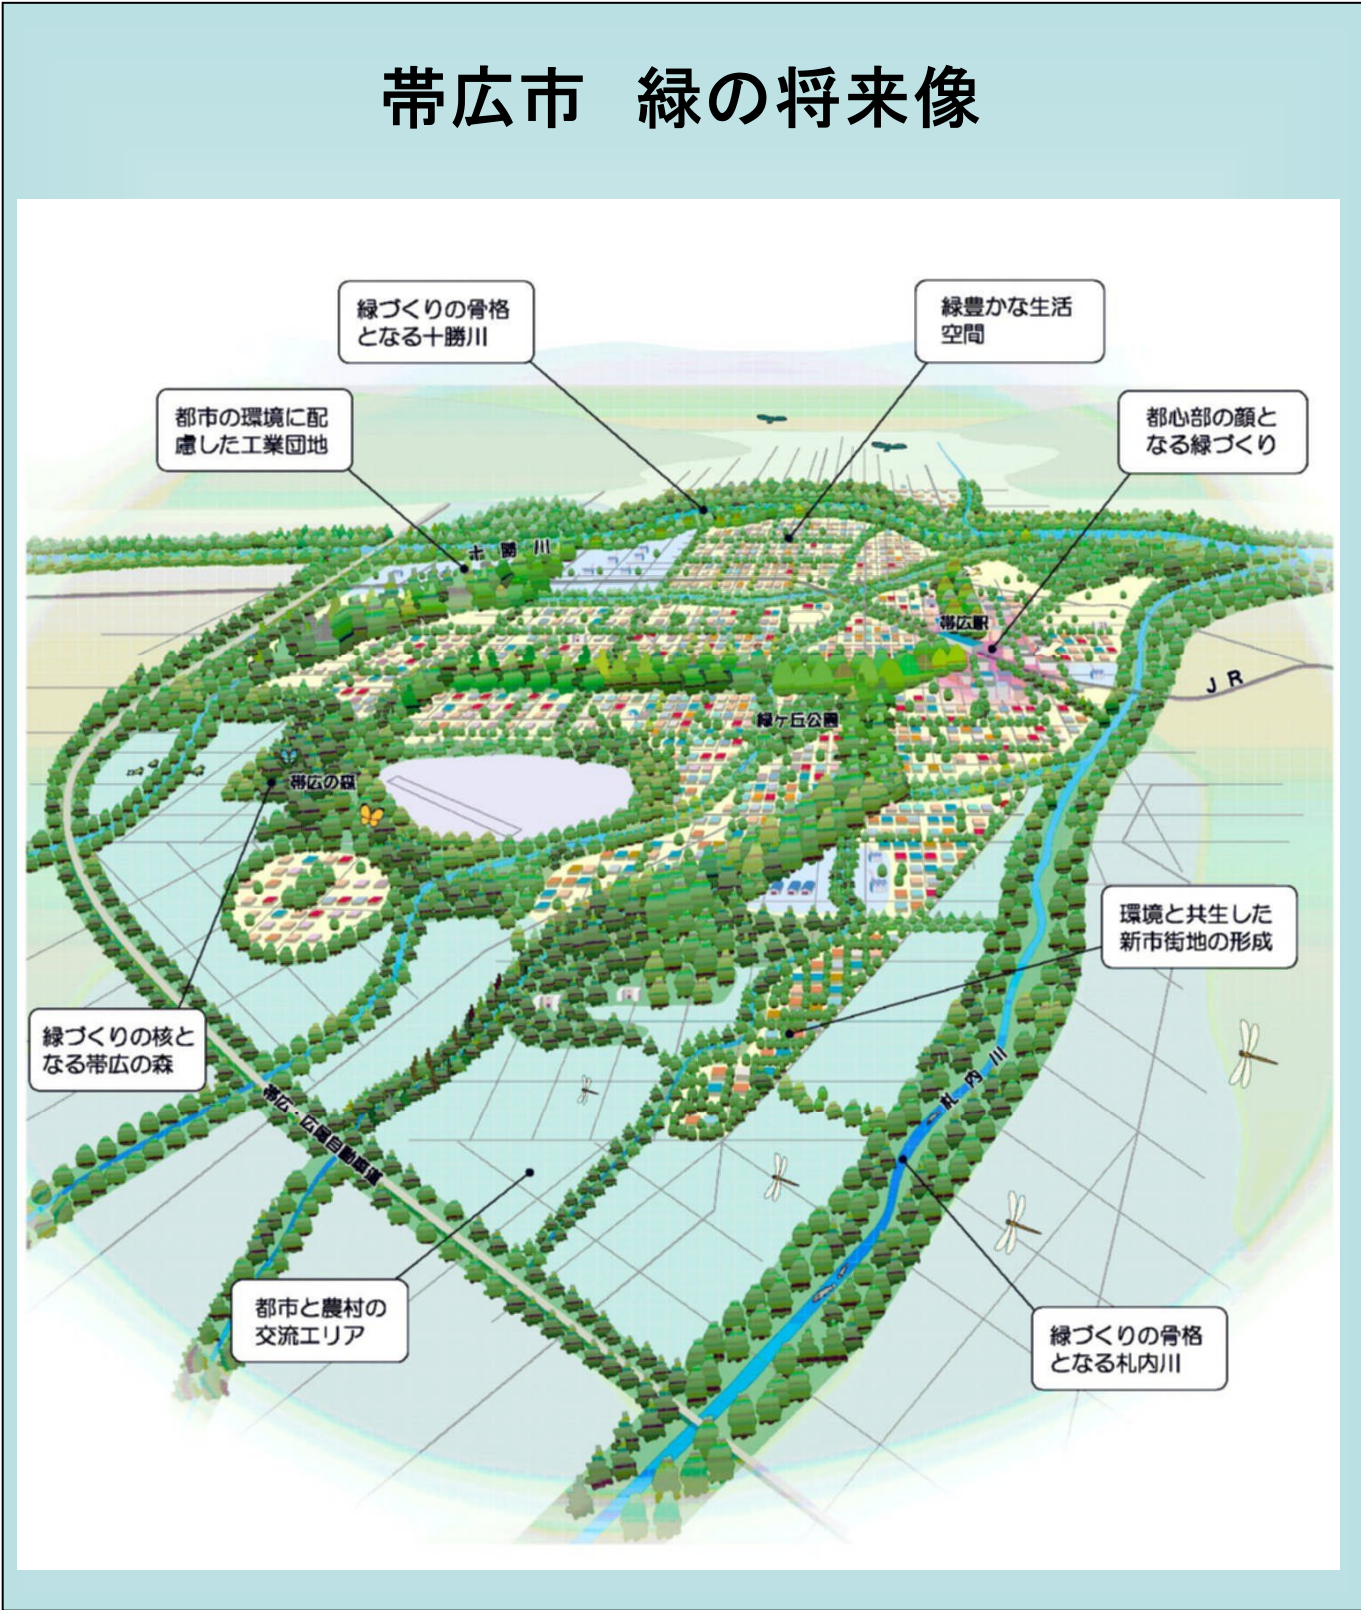 帯広市　緑の将来像
緑づくりの骨格
となる十勝川
緑豊かな生活
空間
都市の環境に配
慮した工業団地
都心部の顔と
なる緑づくり
十勝川
帯広駅
JR
緑ヶ丘公園
帯広の森
環境と共生した
新市街地の形成
緑づくりの核と
なる帯広の森
札内川
帯広・広尾自動車道
都市と農村の
交流エリア
緑づくりの骨格
となる札内川